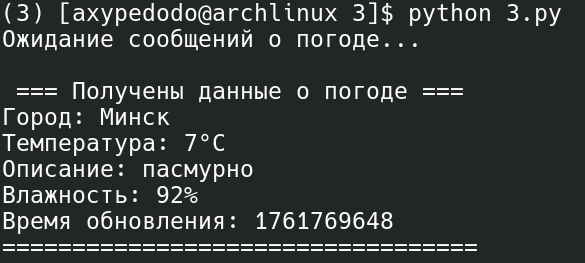 (3) [axypedodo@archlinux 3]$ python 3.py
Ожидание сообщений о погоде...
=== Получены данные о погоде ===
Город: Минск
Температура: 7°C
Описание: пасмурно
Влажность: 92%
Время обновления: 1761769648
==================================